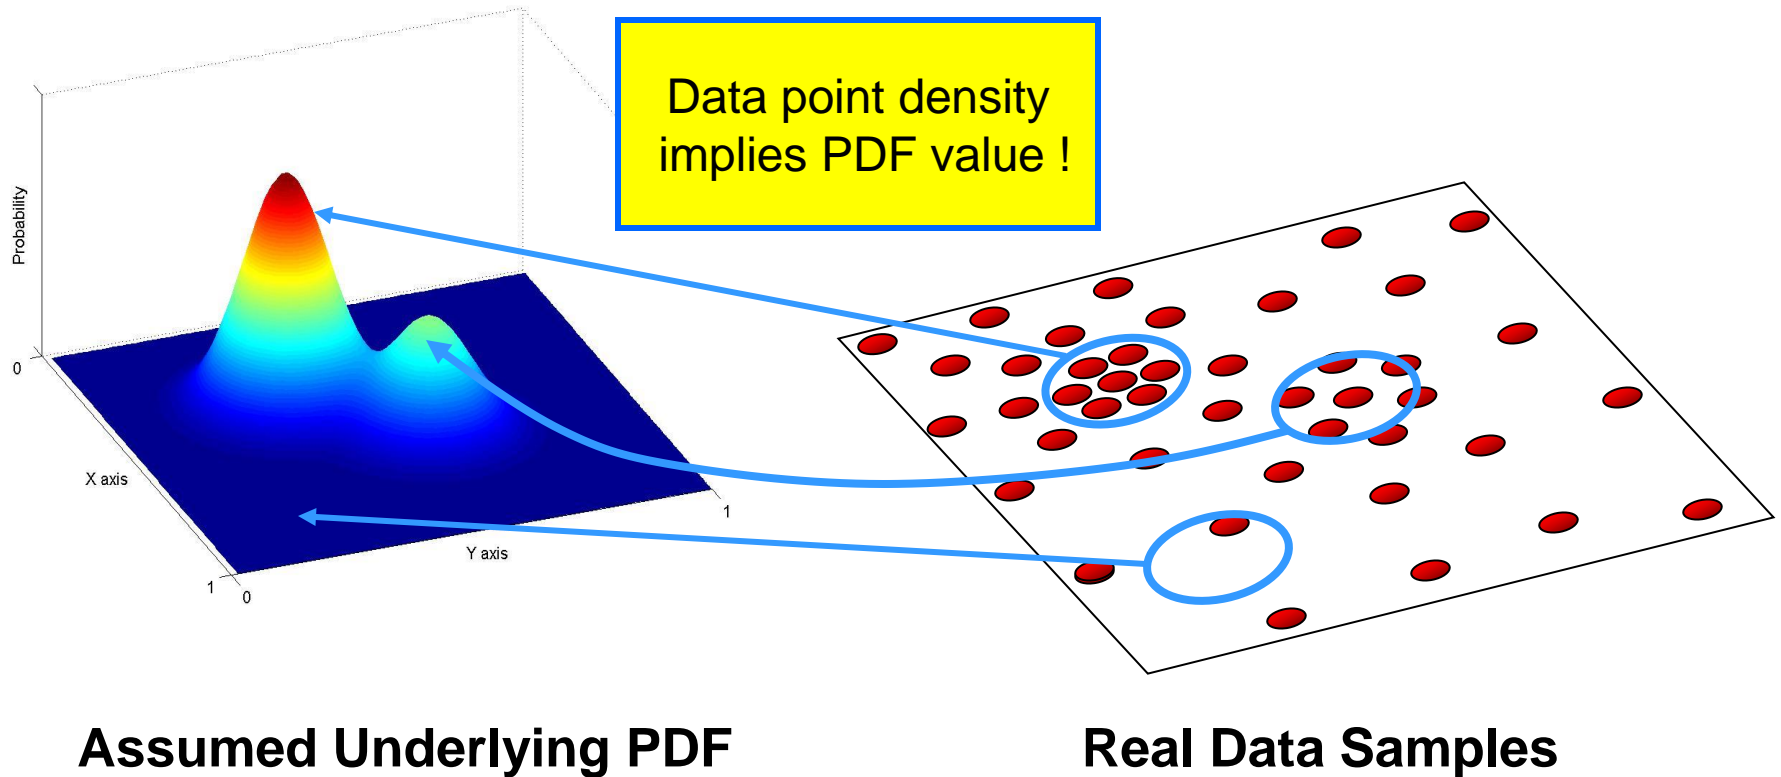 Data point density
implies PDF value !
Probability
0
X axis
1
0
Y axis
1
Assumed Underlying PDF
Real Data Samples